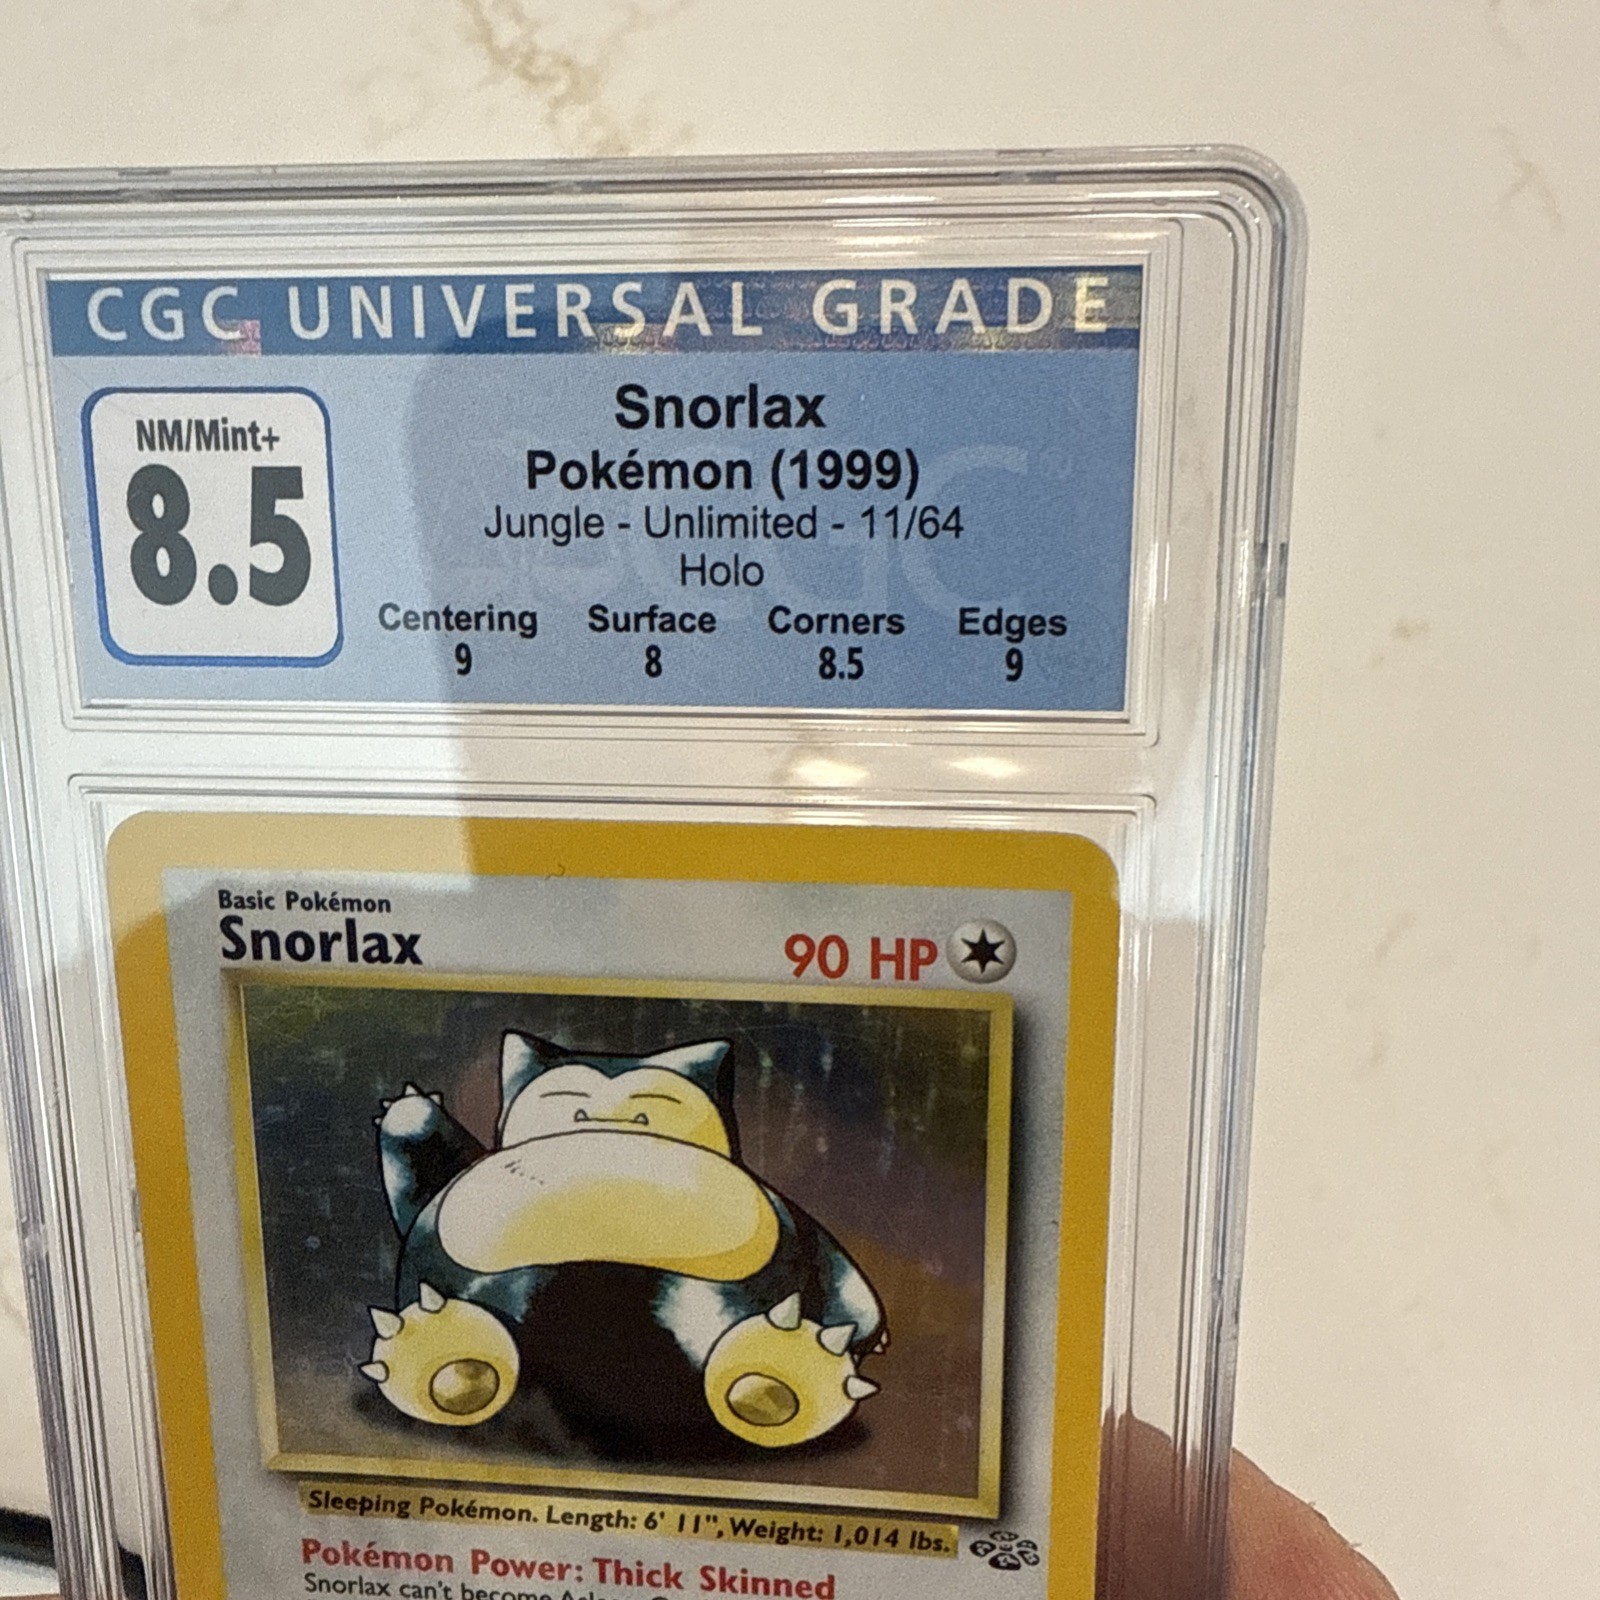 CGC UNIVERSAL GRADE
NM/Mint+
8.5
Snorlax
Pokémon (1999)
Jungle - Unlimited - 11/64
Holo
Centering Surface Corners Edges
9 8 8.5 9
Basic Pokémon
Snorlax
90 HP
Sleeping Pokémon. Length: 6' 11", Weight: 1,014 lbs.
Pokémon Power: Thick Skinned
Snorlax can't become